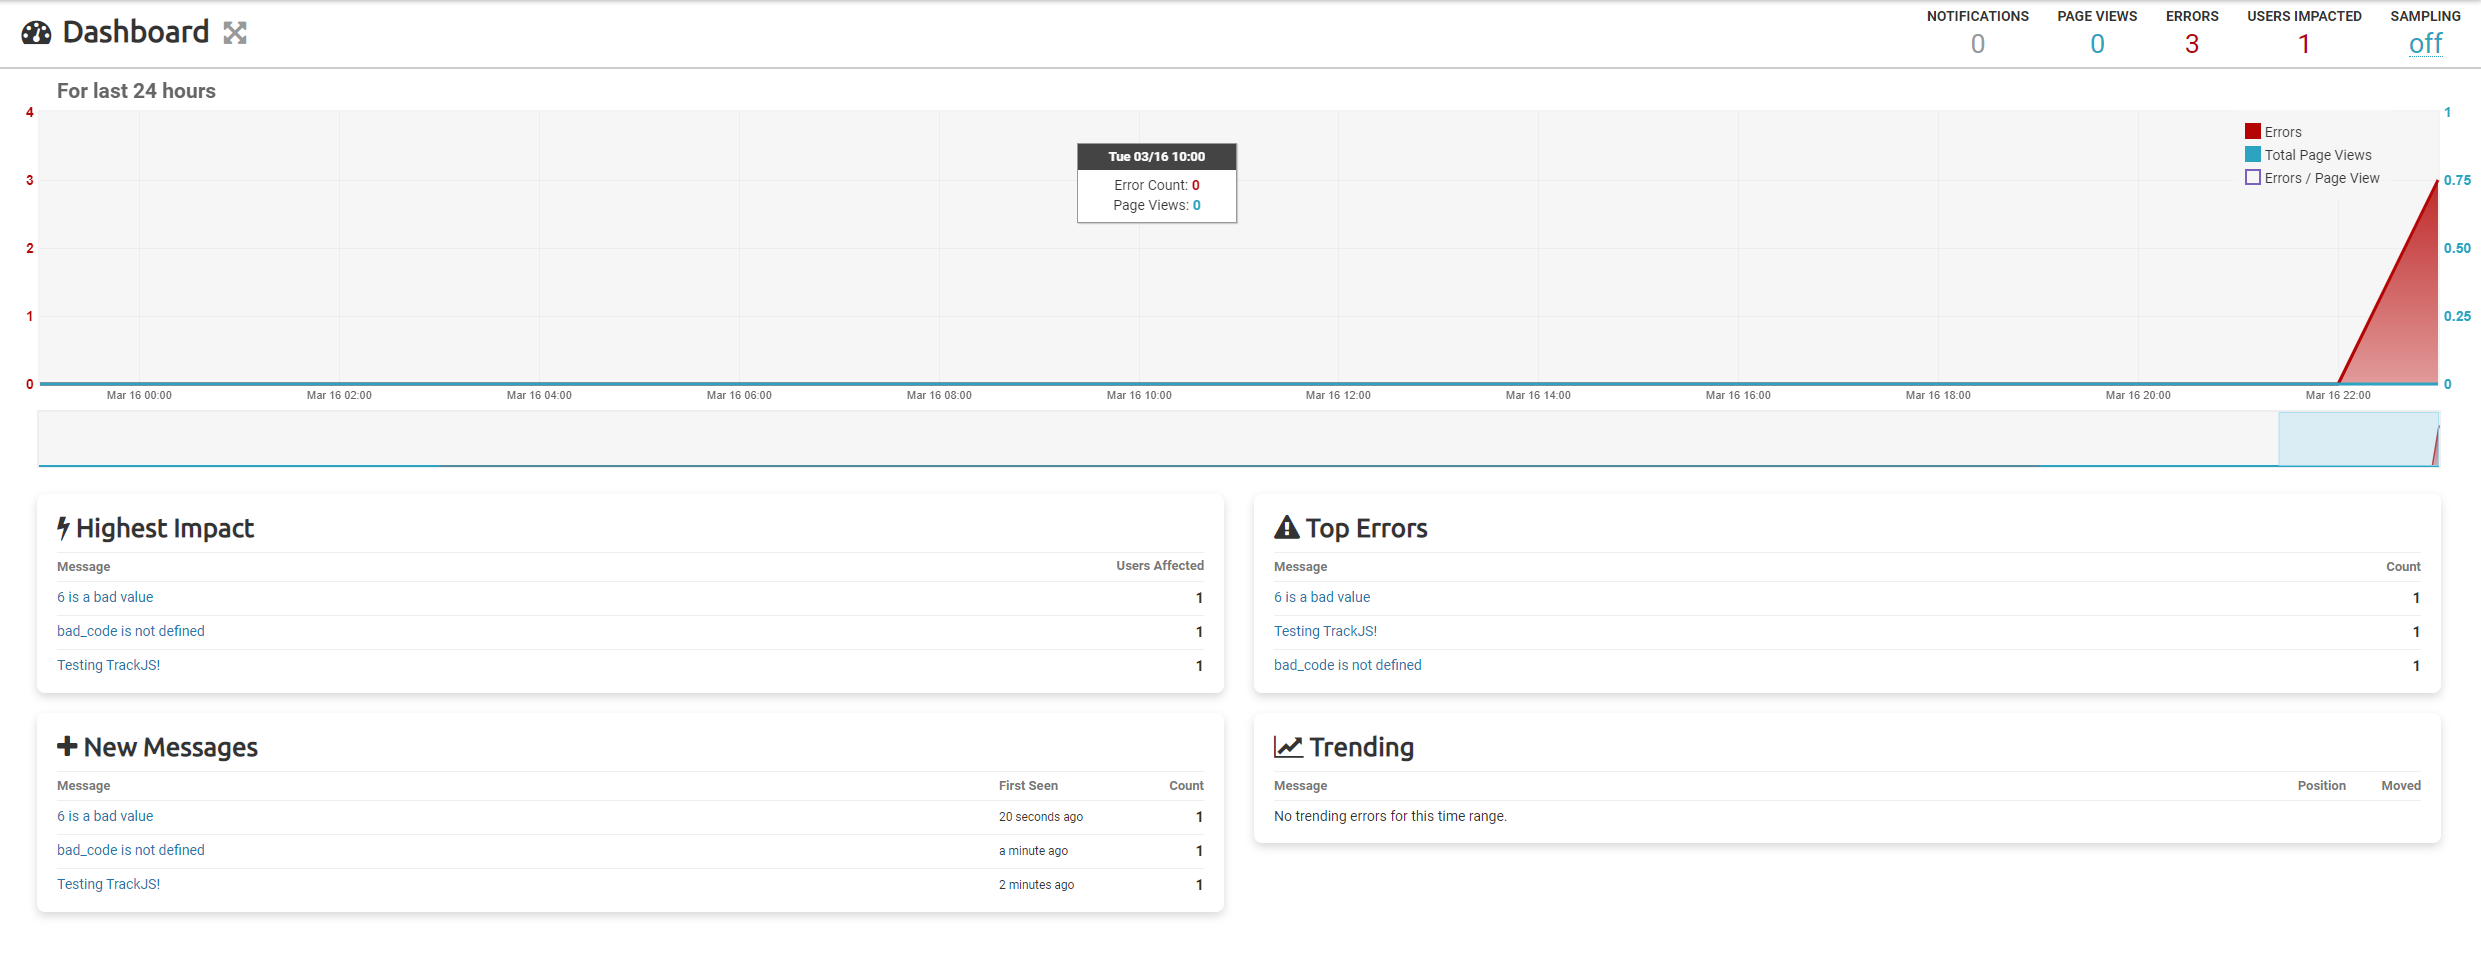 Dashboard
NOTIFICATIONS PAGE VIEWS ERRORS USERS IMPACTED SAMPLING
0 0 3 1 off
For last 24 hours
4 1
Errors
Total Page Views
Errors / Page View
Tue 03/16 10:00
Error Count: 0
Page Views: 0
3 0.75
2 0.50
1 0.25
0 0
Mar 16 00:00 Mar 16 02:00 Mar 16 04:00 Mar 16 06:00 Mar 16 08:00 Mar 16 10:00 Mar 16 12:00 Mar 16 14:00 Mar 16 16:00 Mar 16 18:00 Mar 16 20:00 Mar 16 22:00
Highest Impact
Message Users Affected
6 is a bad value 1
bad_code is not defined 1
Testing TrackJS! 1
Top Errors
Message Count
6 is a bad value 1
Testing TrackJS! 1
bad_code is not defined 1
New Messages
Message First Seen Count
6 is a bad value 20 seconds ago 1
bad_code is not defined a minute ago 1
Testing TrackJS! 2 minutes ago 1
Trending
Message Position Moved
No trending errors for this time range.